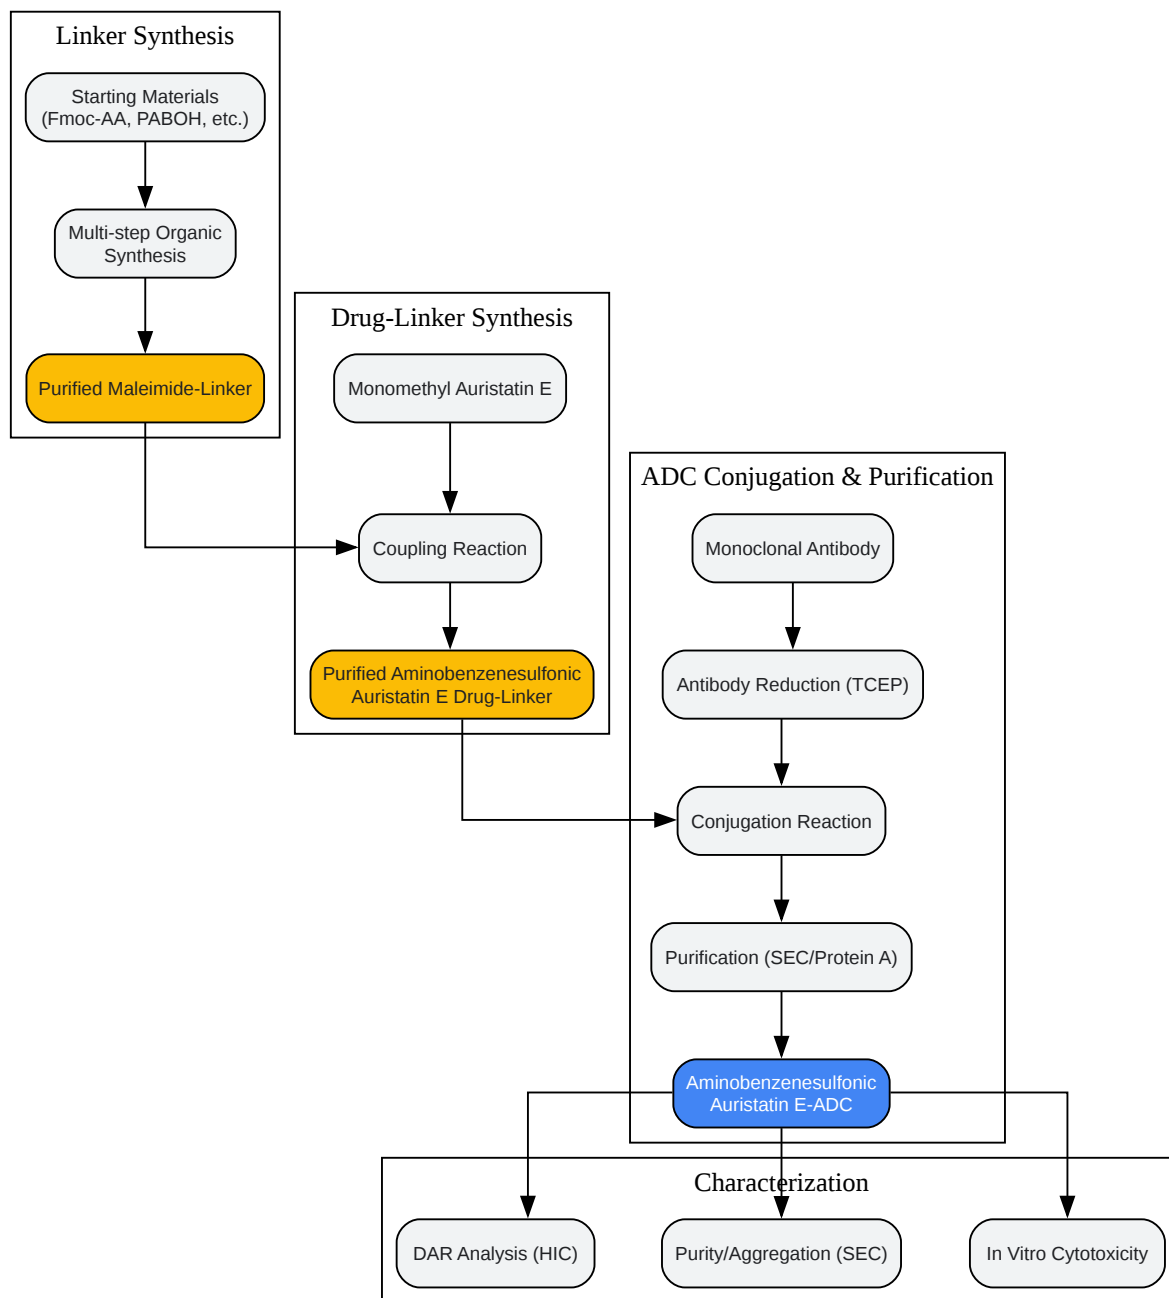 Linker Synthesis
Starting Materials
(Fmoc-AA, PABOH, etc.)
Multi-step Organic
Synthesis
Purified Maleimide-Linker
Drug-Linker Synthesis
Monomethyl Auristatin E
Coupling Reaction
Purified Aminobenzenesulfonic
Auristatin E Drug-Linker
ADC Conjugation & Purification
Monoclonal Antibody
Antibody Reduction (TCEP)
Conjugation Reaction
Purification (SEC/Protein A)
Aminobenzenesulfonic
Auristatin E-ADC
Characterization
DAR Analysis (HIC)
Purity/Aggregation (SEC)
In Vitro Cytotoxicity